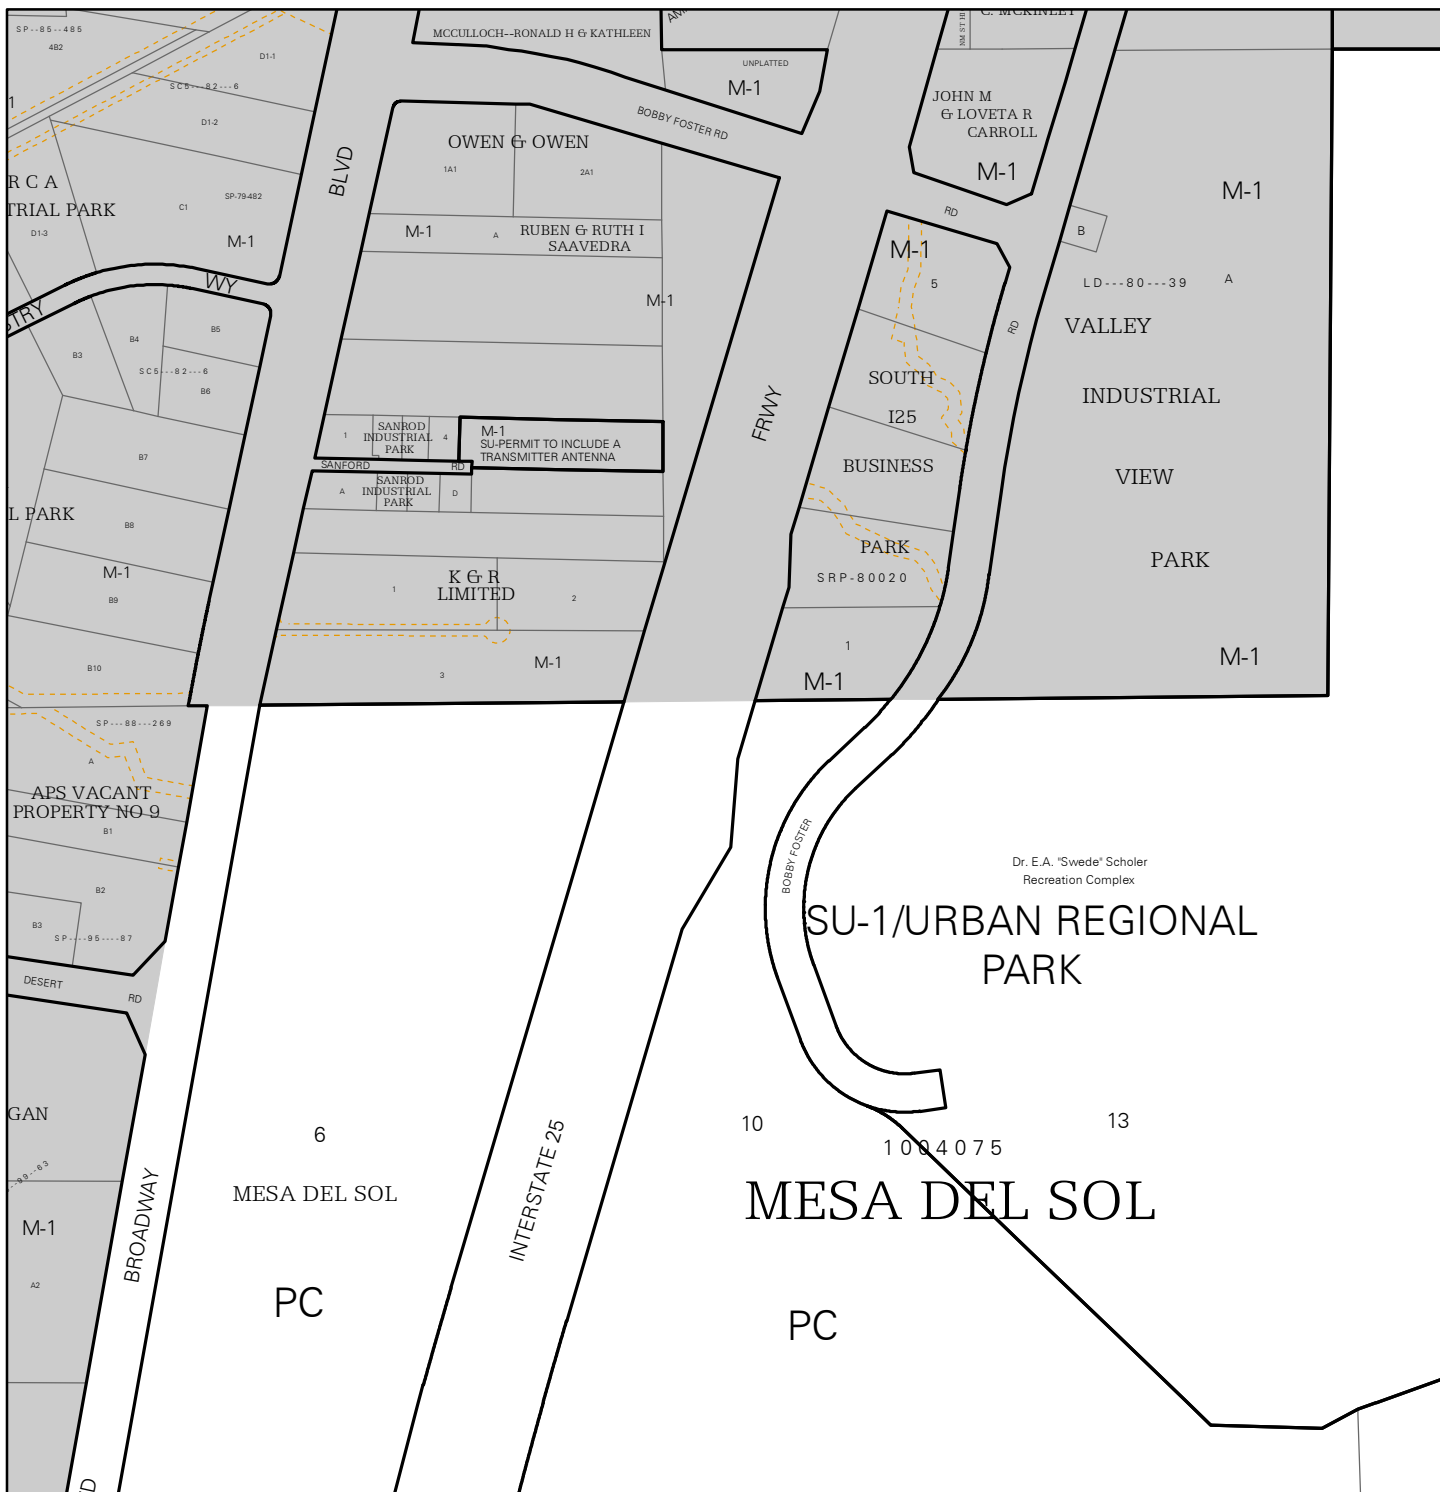 SP--85--485
4B2
D1-1
SC5---82---6
D1-2
MCCULLOCH--RONALD H & KATHLEEN
C. MCKINLEY
NM ST HI
UNPLATTED
M-1
JOHN M
& LOVETA R
CARROLL
M-1
BOBBY FOSTER RD
OWEN & OWEN
1A1
2A1
BLVD
R C A
TRIAL PARK
C1
SP-79-482
D1-3
M-1
M-1
A
RUBEN & RUTH I
SAAVEDRA
RD
M-1
5
B
M-1
LD---80---39
A
WY
STRY
M-1
B5
B4
B3
SC5---82---6
B6
RD
VALLEY
INDUSTRIAL
VIEW
PARK
M-1
SOUTH
I25
BUSINESS
PARK
SRP-80020
1
M-1
FRWY
1
SANROD
INDUSTRIAL
PARK
4
M-1
SU-PERMIT TO INCLUDE A
TRANSMITTER ANTENNA
SANFORD
RD
A
SANROD
INDUSTRIAL
PARK
D
B7
L PARK
B8
M-1
B9
B10
K & R
LIMITED
1
2
M-1
3
SP---88---269
A
APS VACANT
PROPERTY NO 9
B1
B2
B3
SP----95----87
DESERT
RD
BOBBY FOSTER
Dr. E.A. "Swede" Scholer
Recreation Complex
SU-1/URBAN REGIONAL
PARK
GAN
--99--63
M-1
A2
BROADWAY
6
MESA DEL SOL
PC
INTERSTATE 25
10
13
1004075
MESA DEL SOL
PC